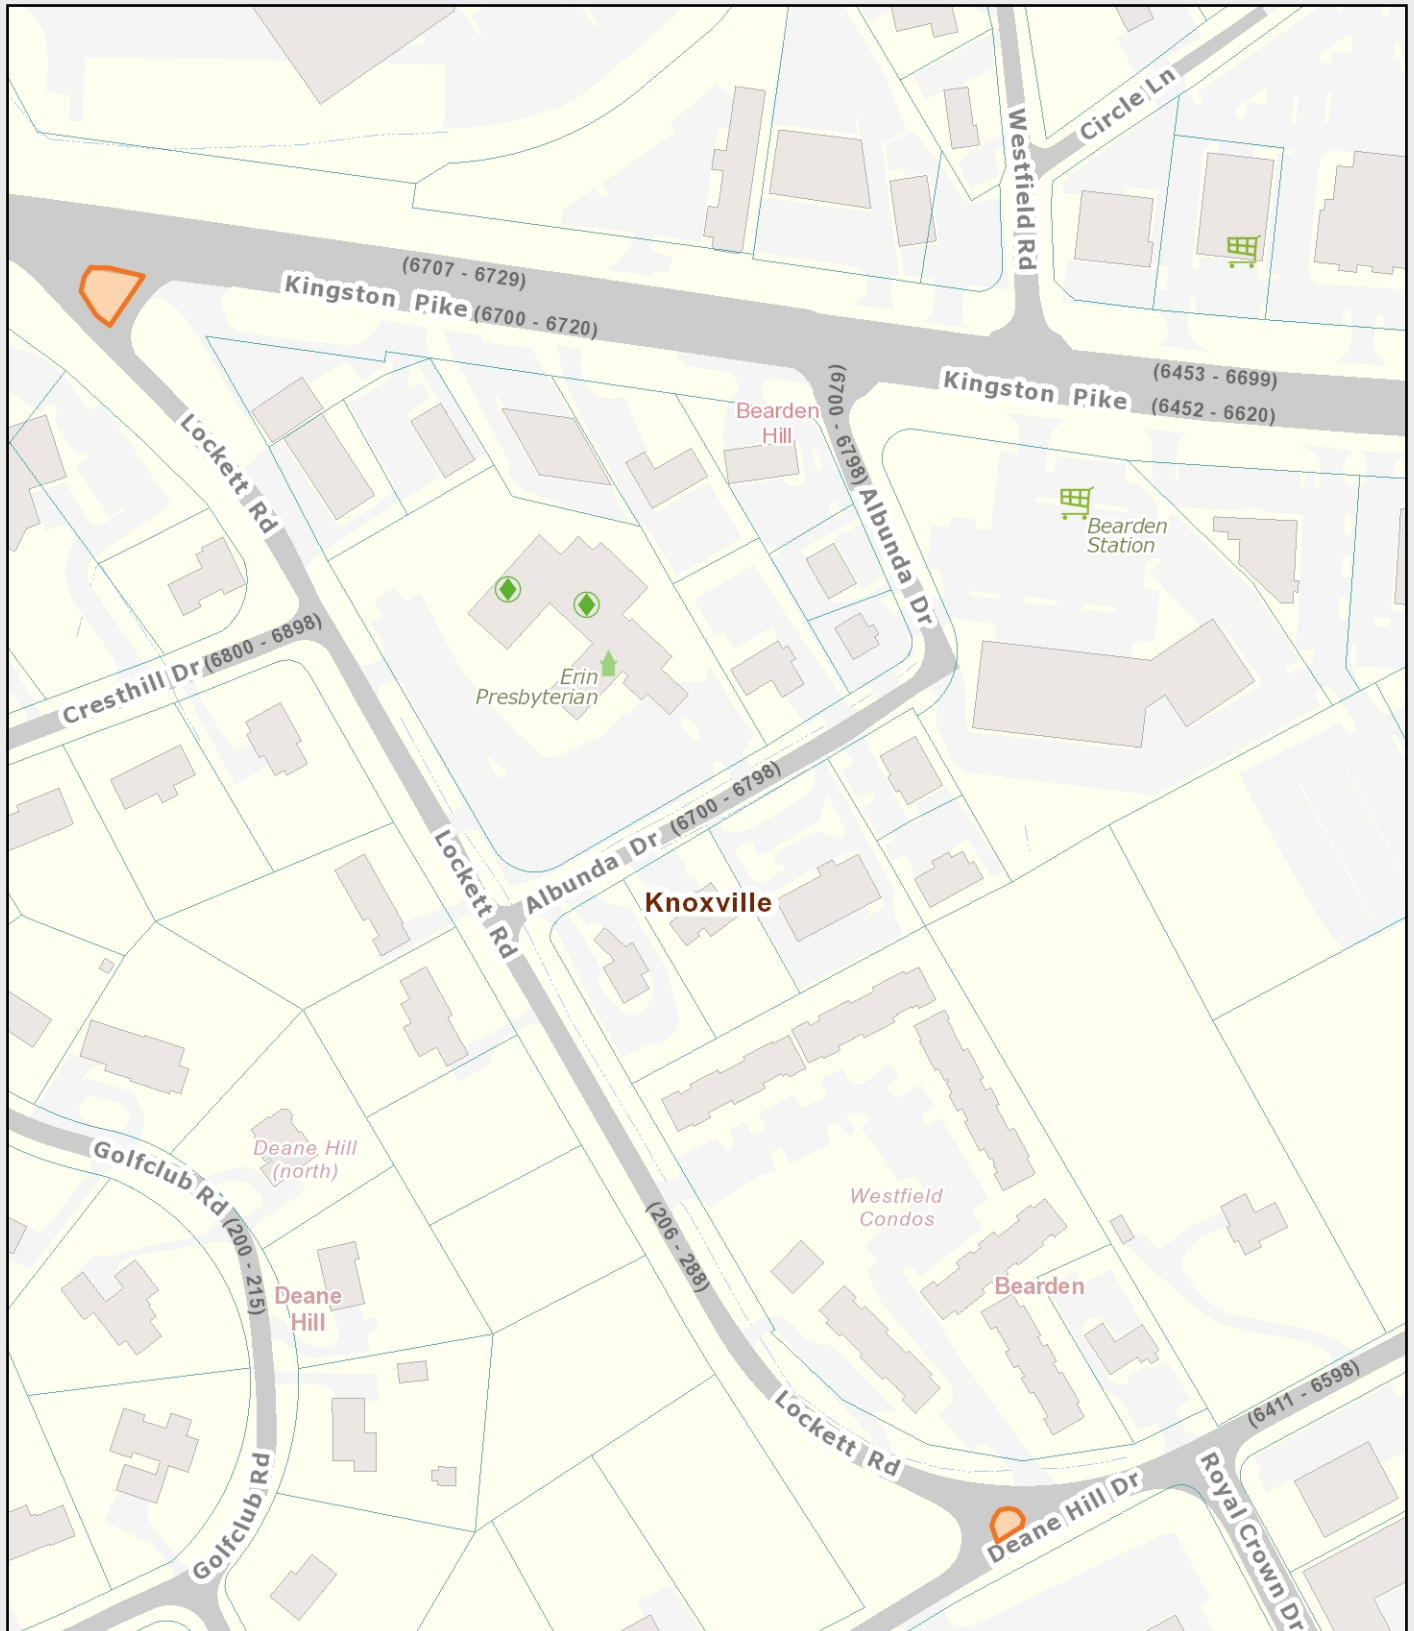 Circle Ln
Westfield Rd
(6707 - 6729)
Kingston Pike
(6700 - 6720)
(6453 - 6699)
Kingston Pike
(6452 - 6620)
(6700 - 6798)
Bearden
Hill
Lockett Rd
Albunda Dr
Bearden
Station
Cresthill Dr
(6800 - 6898)
Erin
Presbyterian
(6700 - 6798)
Albunda Dr
Lockett Rd
Knoxville
Golfclub Rd
Deane Hill
(north)
Westfield
Condos
(206 - 288)
(200 - 215)
Deane
Hill
Bearden
(6411 - 6598)
Lockett Rd
Golfclub Rd
Deane Hill Dr
Royal Crown Dr